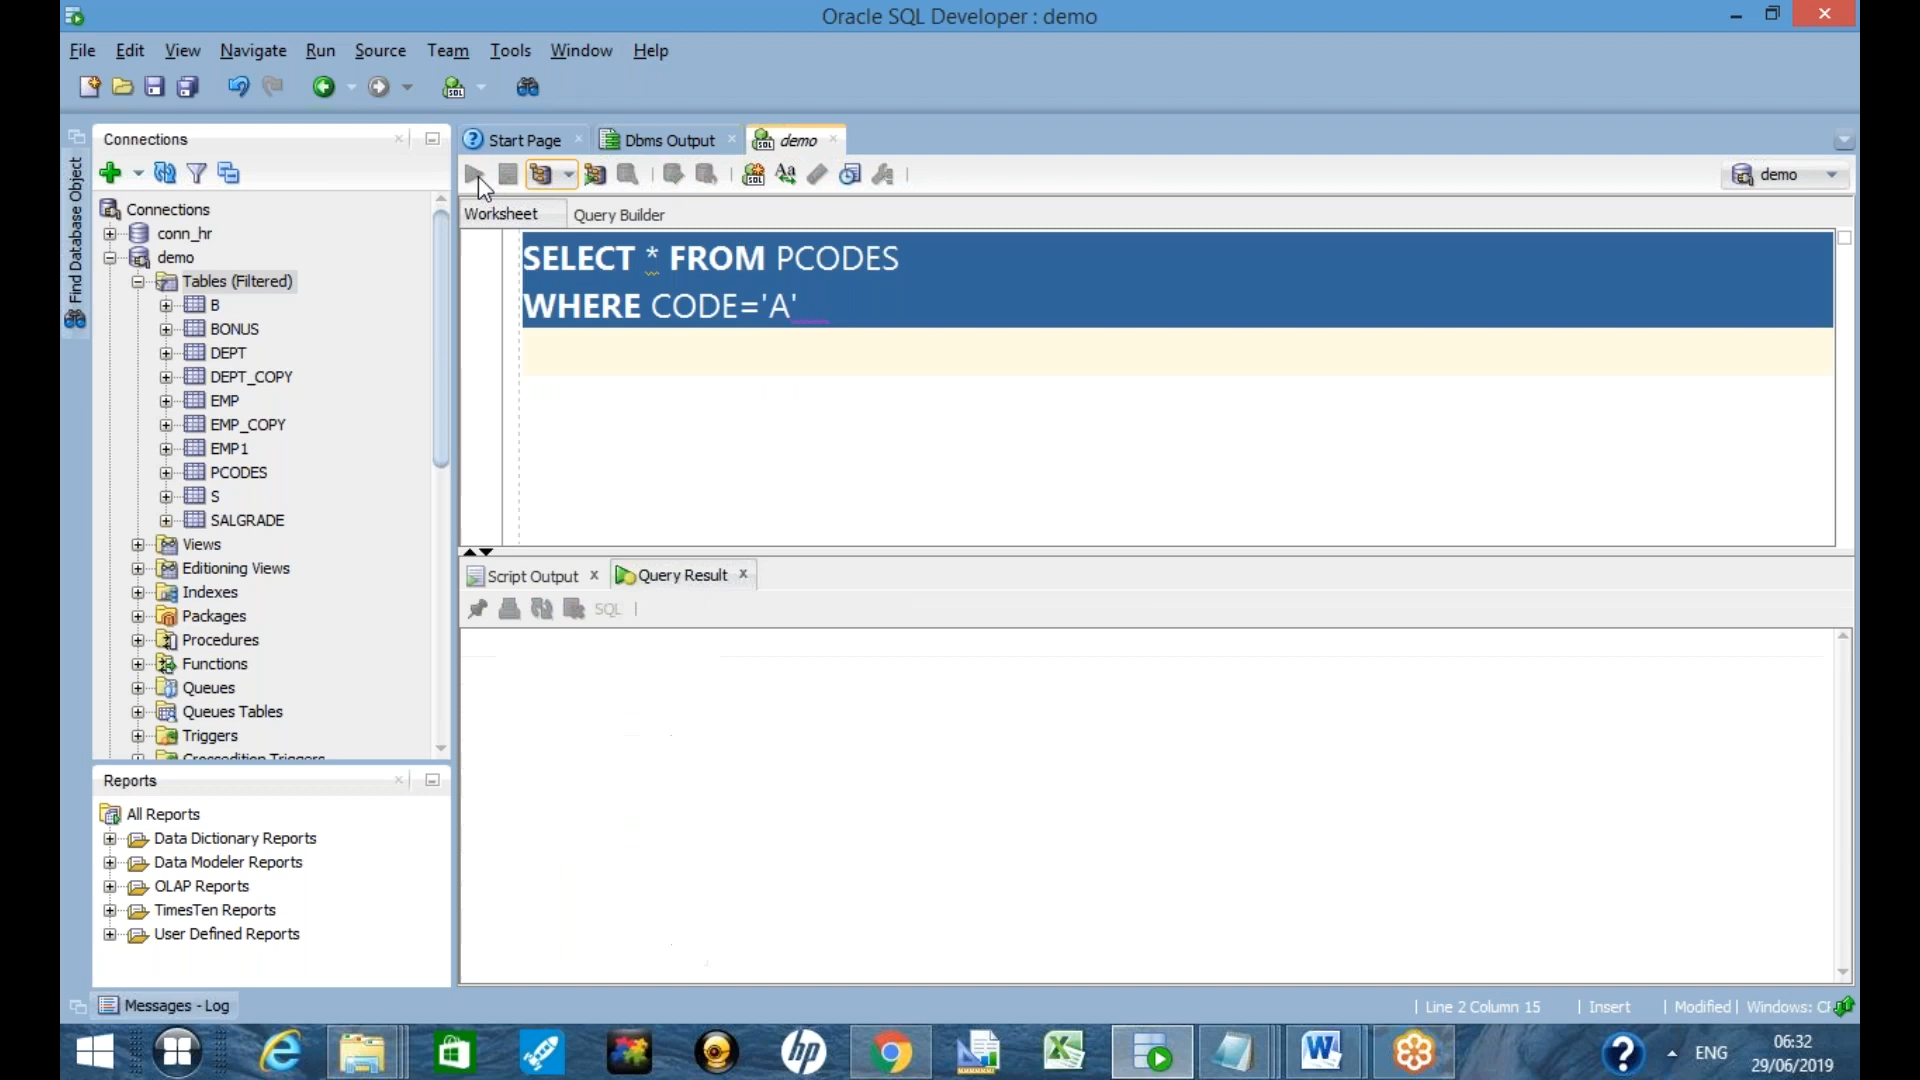 Oracle SQL Developer : demo
File Edit View Navigate Run Source Team Tools Window Help
Find Database Object
Connections
Connections
conn_hr
demo
Tables (Filtered)
B
BONUS
DEPT
DEPT_COPY
EMP
EMP_COPY
EMP1
PCODES
S
SALGRADE
Views
Editioning Views
Indexes
Packages
Procedures
Functions
Queues
Queues Tables
Triggers
Reports
All Reports
Data Dictionary Reports
Data Modeler Reports
OLAP Reports
TimesTen Reports
User Defined Reports
Start Page Dbms Output demo
demo
Worksheet Query Builder
SELECT * FROM PCODES
WHERE CODE='A'
Script Output Query Result
SQL
Messages - Log
Line 2 Column 15 Insert Modified Windows:
ENG
06:32
29/06/2019